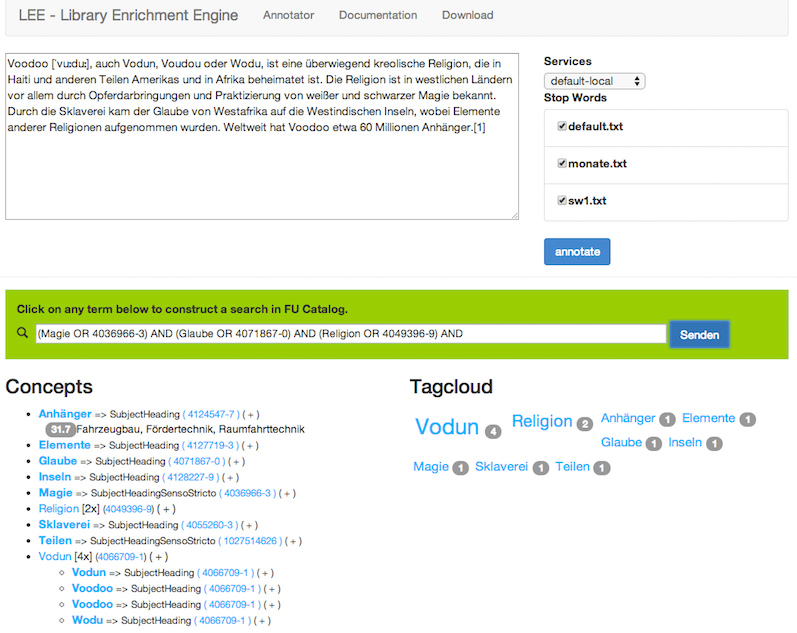 LEE - Library Enrichment Engine Annotator Documentation Download
Voodoo ['vuːduː], auch Vodun, Voudou oder Wodu, ist eine überwiegend kreolische Religion, die in
Haiti und anderen Teilen Amerikas und in Afrika beheimatet ist. Die Religion ist in westlichen Ländern
vor allem durch Opferdarbringungen und Praktizierung von weißer und schwarzer Magie bekannt.
Durch die Sklaverei kam der Glaube von Westafrika auf die Westindischen Inseln, wobei Elemente
anderer Religionen aufgenommen wurden. Weltweit hat Voodoo etwa 60 Millionen Anhänger.[1]
Services
default-local
Stop Words
default.txt
monate.txt
sw1.txt
annotate
Click on any term below to construct a search in FU Catalog.
(Magie OR 4036966-3) AND (Glaube OR 4071867-0) AND (Religion OR 4049396-9) AND
Senden
Concepts
Anhänger => SubjectHeading ( 4124547-7 ) ( + )
31.7 Fahrzeugbau, Fördertechnik, Raumfahrttechnik
Elemente => SubjectHeading ( 4127719-3 ) ( + )
Glaube => SubjectHeading ( 4071867-0 ) ( + )
Inseln => SubjectHeading ( 4128227-9 ) ( + )
Magie => SubjectHeadingSensoStricto ( 4036966-3 ) ( + )
Religion [2x] (4049396-9) ( + )
Sklaverei => SubjectHeading ( 4055260-3 ) ( + )
Teilen => SubjectHeadingSensoStricto ( 1027514626 ) ( + )
Vodun [4x] (4066709-1) ( + )
Vodun => SubjectHeading ( 4066709-1 ) ( + )
Voodoo => SubjectHeading ( 4066709-1 ) ( + )
Voodoo => SubjectHeading ( 4066709-1 ) ( + )
Wodu => SubjectHeading ( 4066709-1 ) ( + )
Tagcloud
Vodun 4 Religion 2 Anhänger 1 Elemente 1
Glaube 1 Inseln 1
Magie 1 Sklaverei 1 Teilen 1